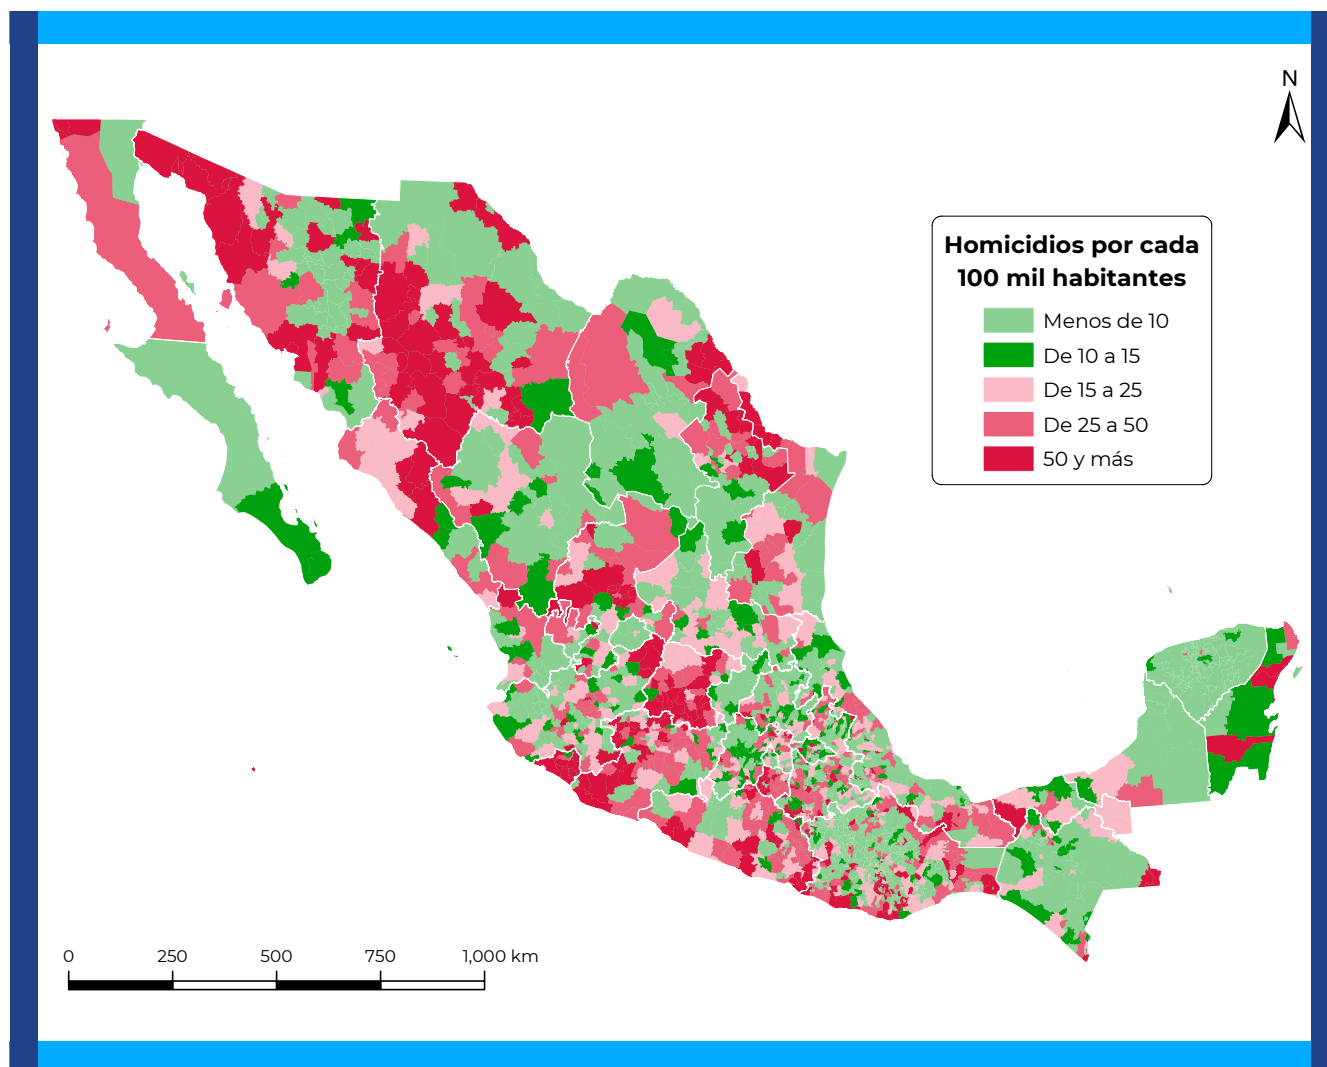 N
Homicidios por cada
100 mil habitantes
Menos de 10
De 10 a 15
De 15 a 25
De 25 a 50
50 y más
0 250 500 750 1,000 km